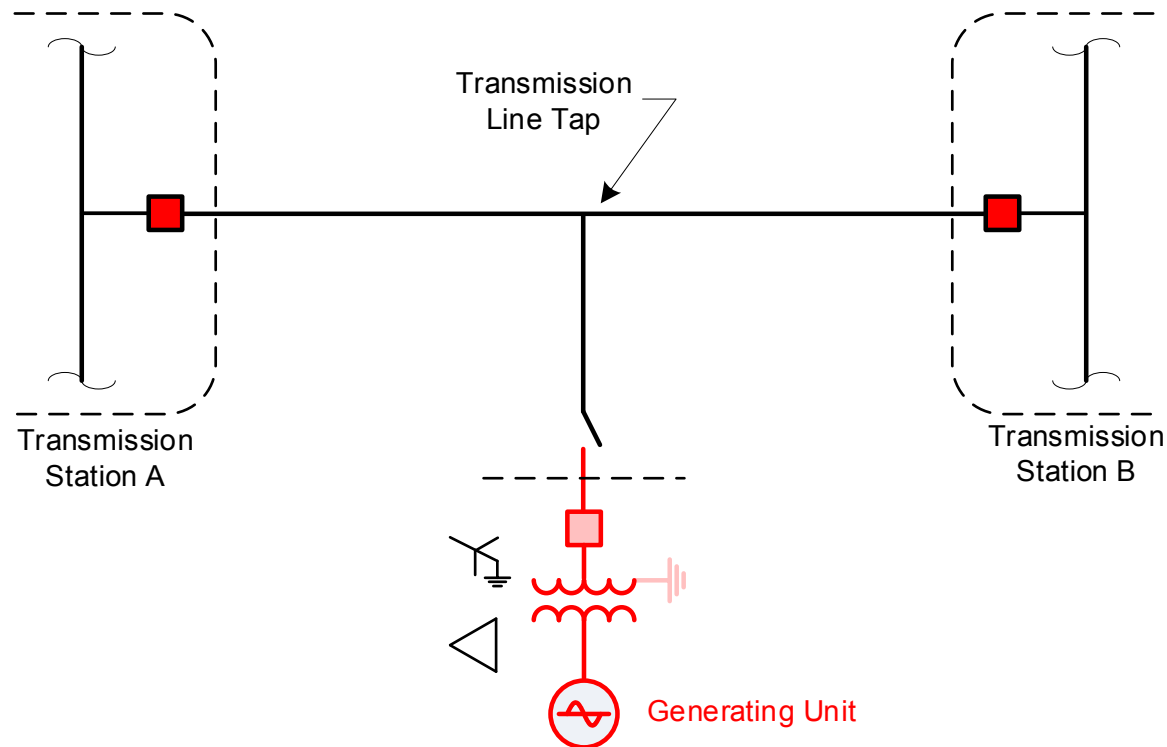 Transmission
Line Tap
Transmission
Station A
Transmission
Station B
Generating Unit